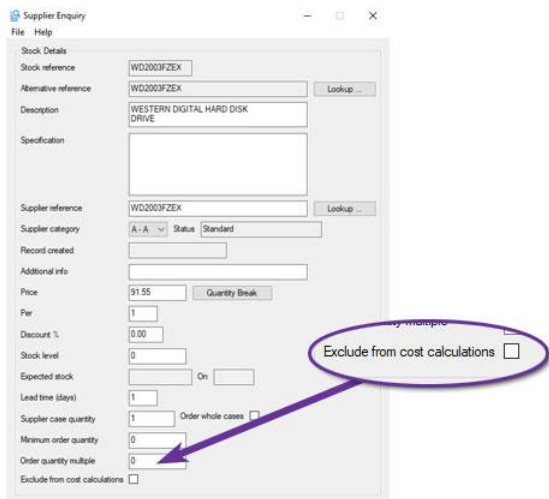 Supplier Enquiry
File Help
Stock Details
Stock reference WD2003FZEX
Alternative reference WD2003FZEX Lookup ...
Description WESTERN DIGITAL HARD DISK
DRIVE
Specification
Supplier reference WD2003FZEX Lookup ...
Supplier category A - A Status Standard
Record created
Additional info
Price 91.55 Quantity Break
Per 1
Discount % 0.00
Stock level 0
Expected stock On
Lead time (days) 1
Supplier case quantity 1 Order whole cases
Minimum order quantity 0
Order quantity multiple 0
Exclude from cost calculations
Exclude from cost calculations